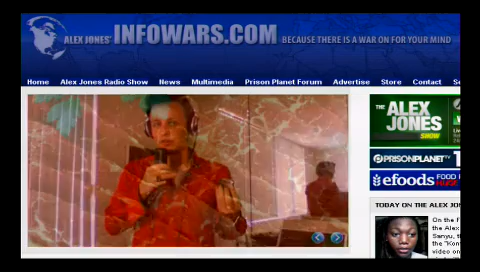 ALEX JONES' INFOWARS.COM BECAUSE THERE IS A WAR ON FOR YOUR MIND
Home Alex Jones Radio Show News Multimedia Prison Planet Forum Advertise Store Contact
THE
ALEX
JONES
SHOW
PRISONPLANET
efoods FOOD
TODAY ON THE ALEX JO
On the F
the Alex
Sanyu, t
the "Kon
video on